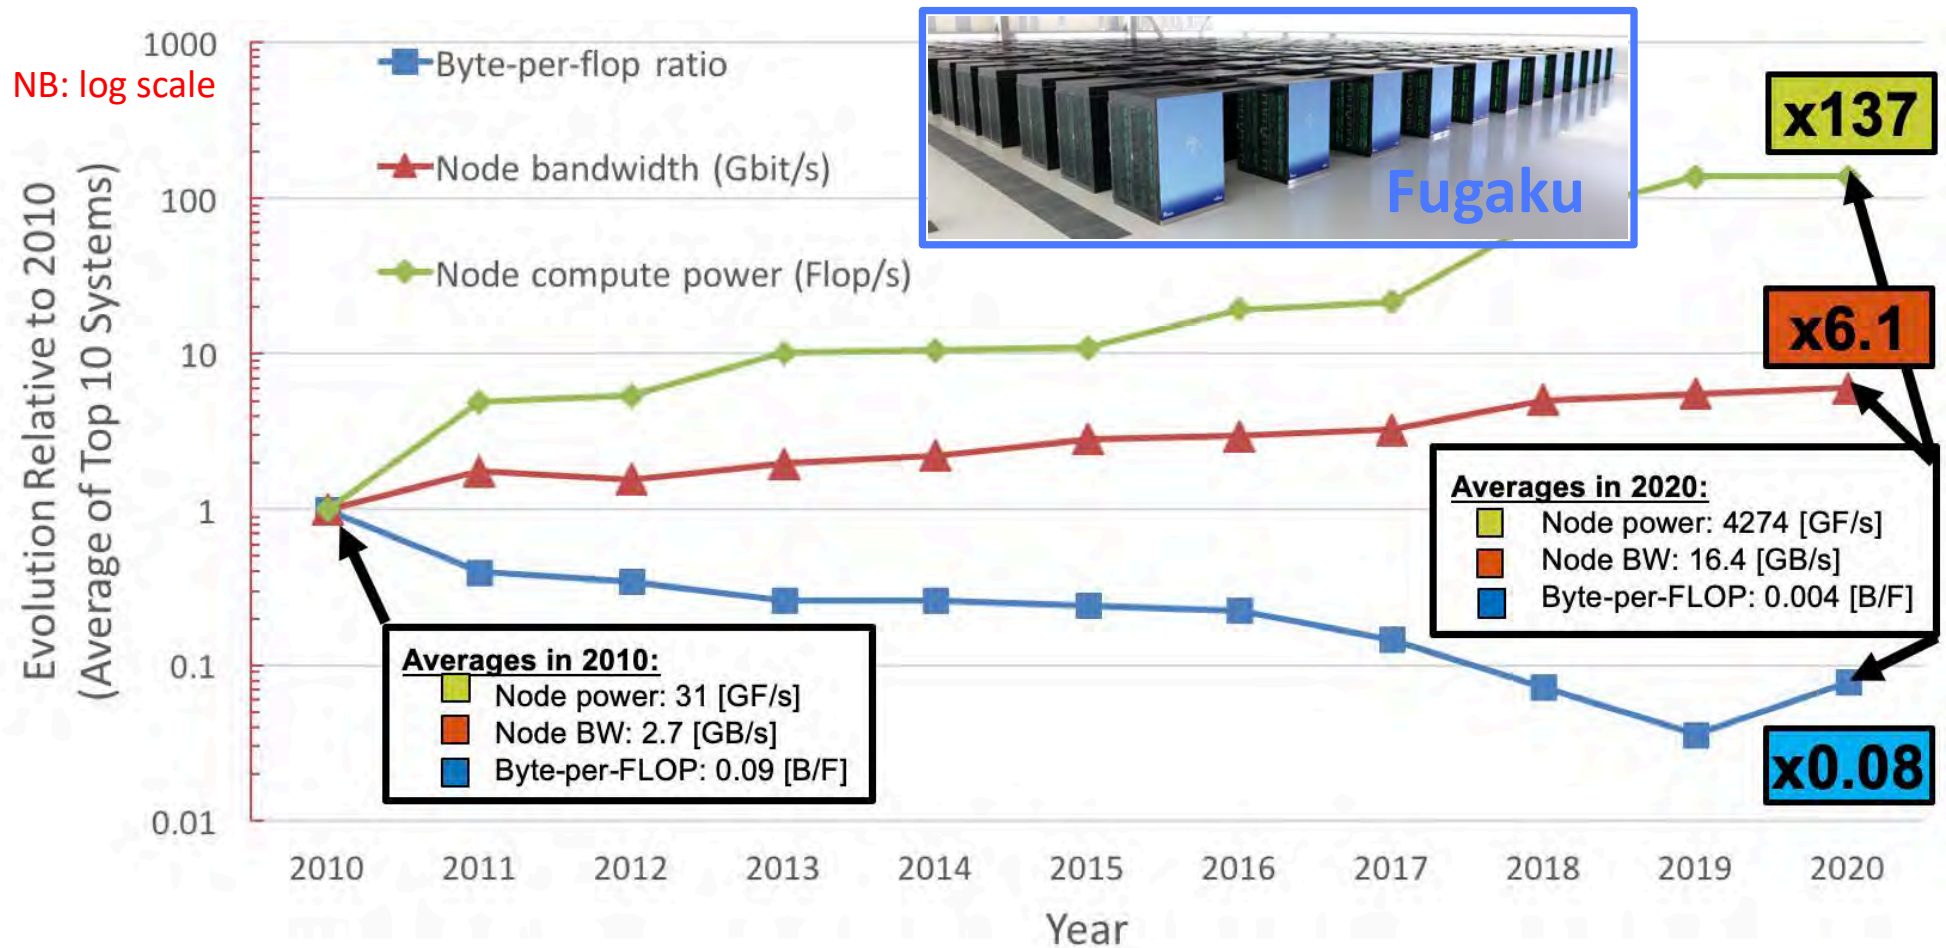 NB: log scale
Evolution Relative to 2010
(Average of Top 10 Systems)
1000
100
10
1
0.1
0.01
Byte-per-flop ratio
Node bandwidth (Gbit/s)
Node compute power (Flop/s)
Fugaku
x137
x6.1
Averages in 2020:
Node power: 4274 [GF/s]
Node BW: 16.4 [GB/s]
Byte-per-FLOP: 0.004 [B/F]
Averages in 2010:
Node power: 31 [GF/s]
Node BW: 2.7 [GB/s]
Byte-per-FLOP: 0.09 [B/F]
x0.08
2010 2011 2012 2013 2014 2015 2016 2017 2018 2019 2020
Year